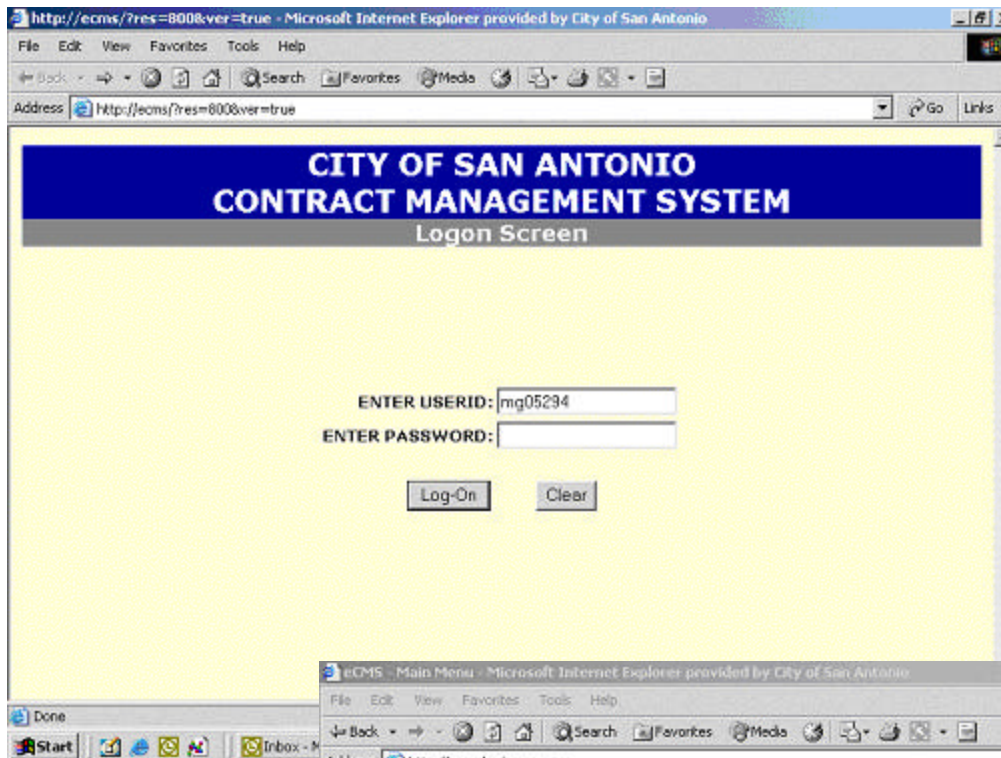 http://ecms/?res=800&ver=true - Microsoft Internet Explorer provided by City of San Antonio
File Edit View Favorites Tools Help
Back Search Favorites Media
Address http://ecms/?res=800&ver=true Go Links
CITY OF SAN ANTONIO
CONTRACT MANAGEMENT SYSTEM
Logon Screen
ENTER USERID: mg05294
ENTER PASSWORD:
Log-On Clear
eCMS - Main Menu - Microsoft Internet Explorer provided by City of San Antonio
File Edit View Favorites Tools Help
Done
Back Search Favorites Media
Start Inbox - M